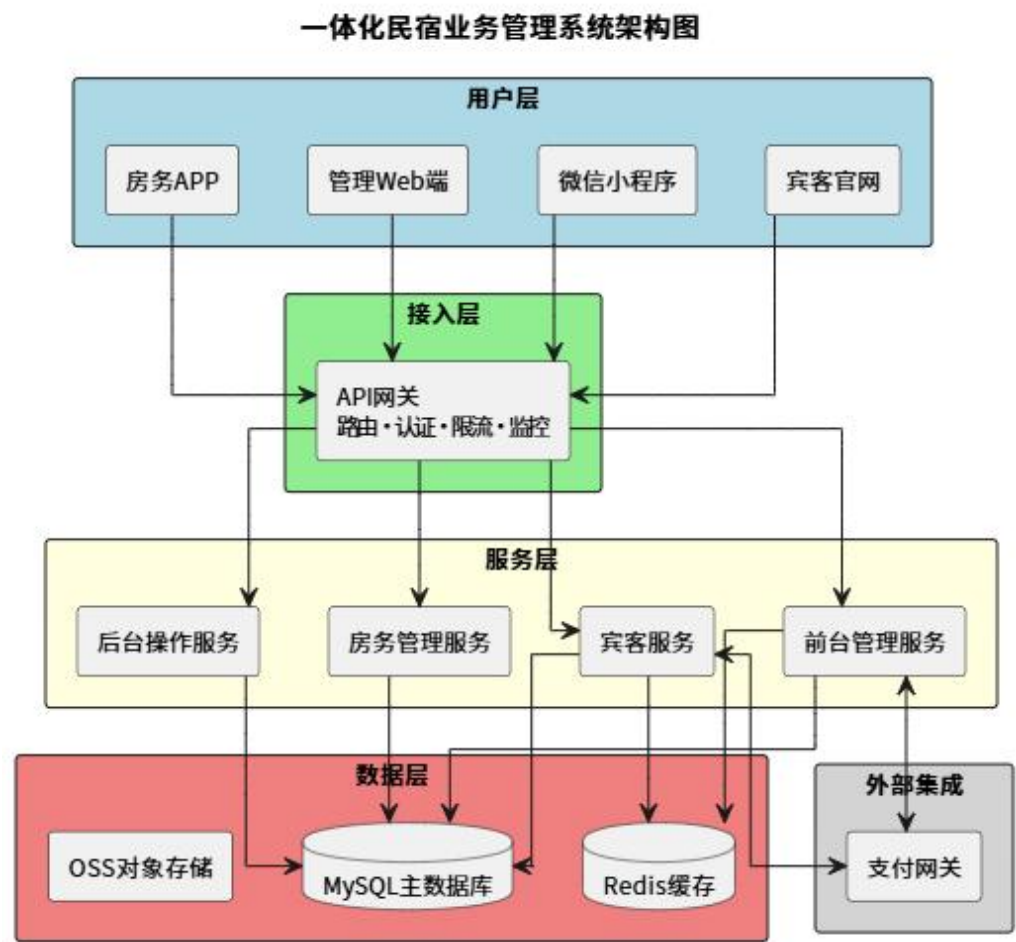 一体化民宿业务管理系统架构图
用户层
房务APP
管理Web端
微信小程序
宾客官网
接入层
API网关
路由·认证·限流·监控
服务层
后台操作服务
房务管理服务
宾客服务
前台管理服务
数据层
外部集成
OSS对象存储
MySQL主数据库
Redis缓存
支付网关